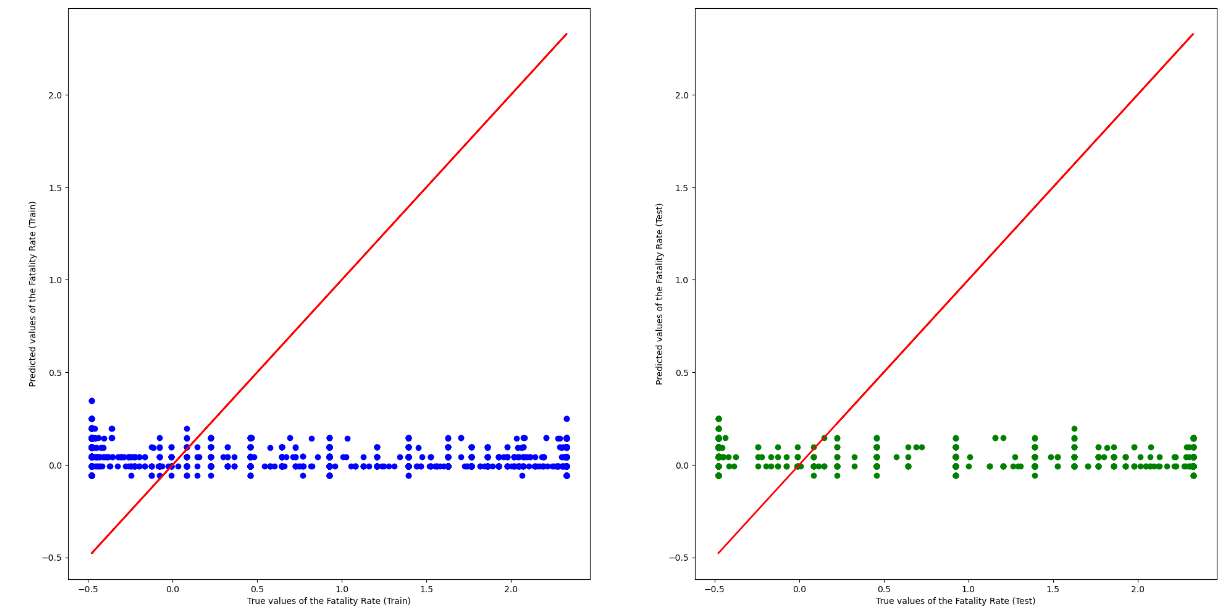 2.0
1.5
1.0
0.5
0.0
−0.5
−0.5 0.0 0.5 1.0 1.5 2.0
Predicted values of the Fatality Rate (Train)
True values of the Fatality Rate (Train)
2.0
1.5
1.0
0.5
0.0
−0.5
−0.5 0.0 0.5 1.0 1.5 2.0
Predicted values of the Fatality Rate (Test)
True values of the Fatality Rate (Test)